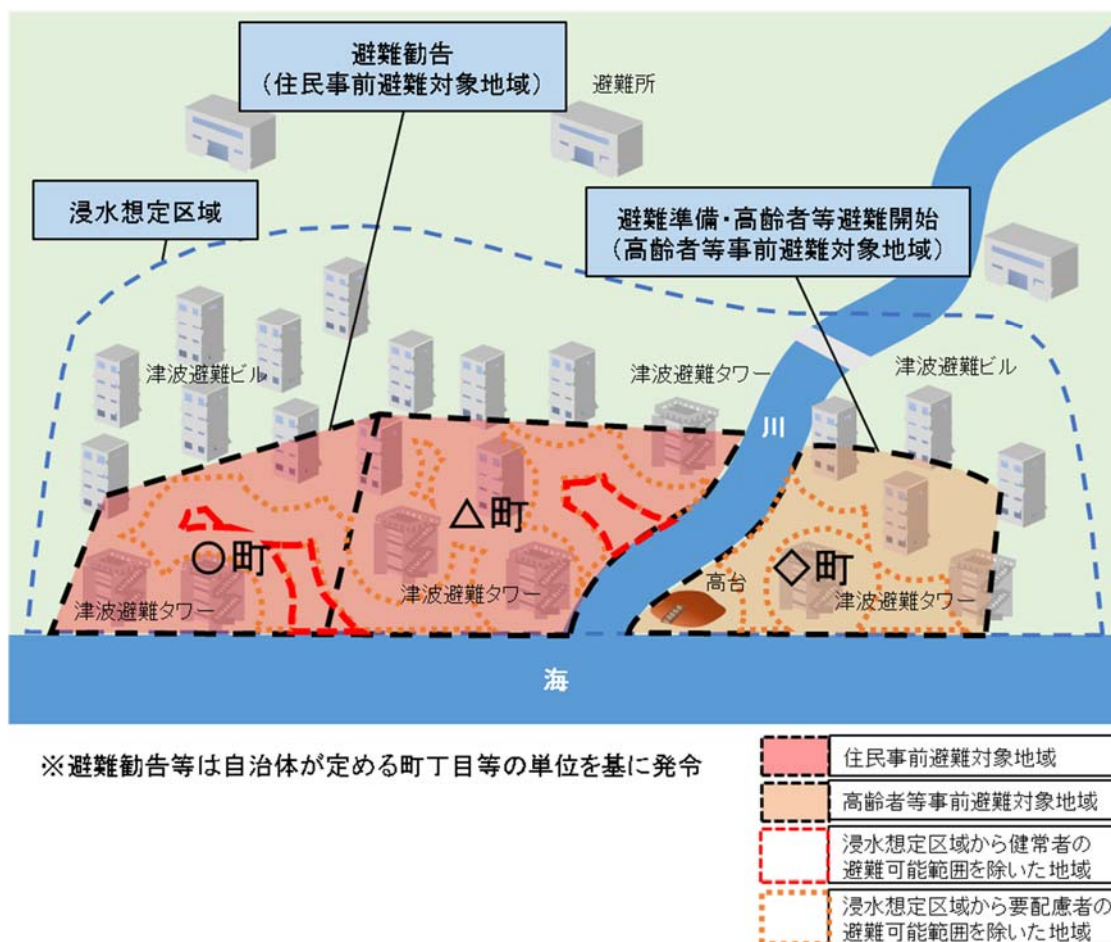 避難勧告
（住民事前避難対象地域）
避難所
浸水想定区域
避難準備・高齢者等避難開始
（高齢者等事前避難対象地域）
津波避難ビル
津波避難タワー
津波避難ビル
川
○町
△町
◇町
高台
津波避難タワー
津波避難タワー
津波避難タワー
海
※避難勧告等は自治体が定める町丁目等の単位を基に発令
住民事前避難対象地域
高齢者等事前避難対象地域
浸水想定区域から健常者の
避難可能範囲を除いた地域
浸水想定区域から要配慮者の
避難可能範囲を除いた地域